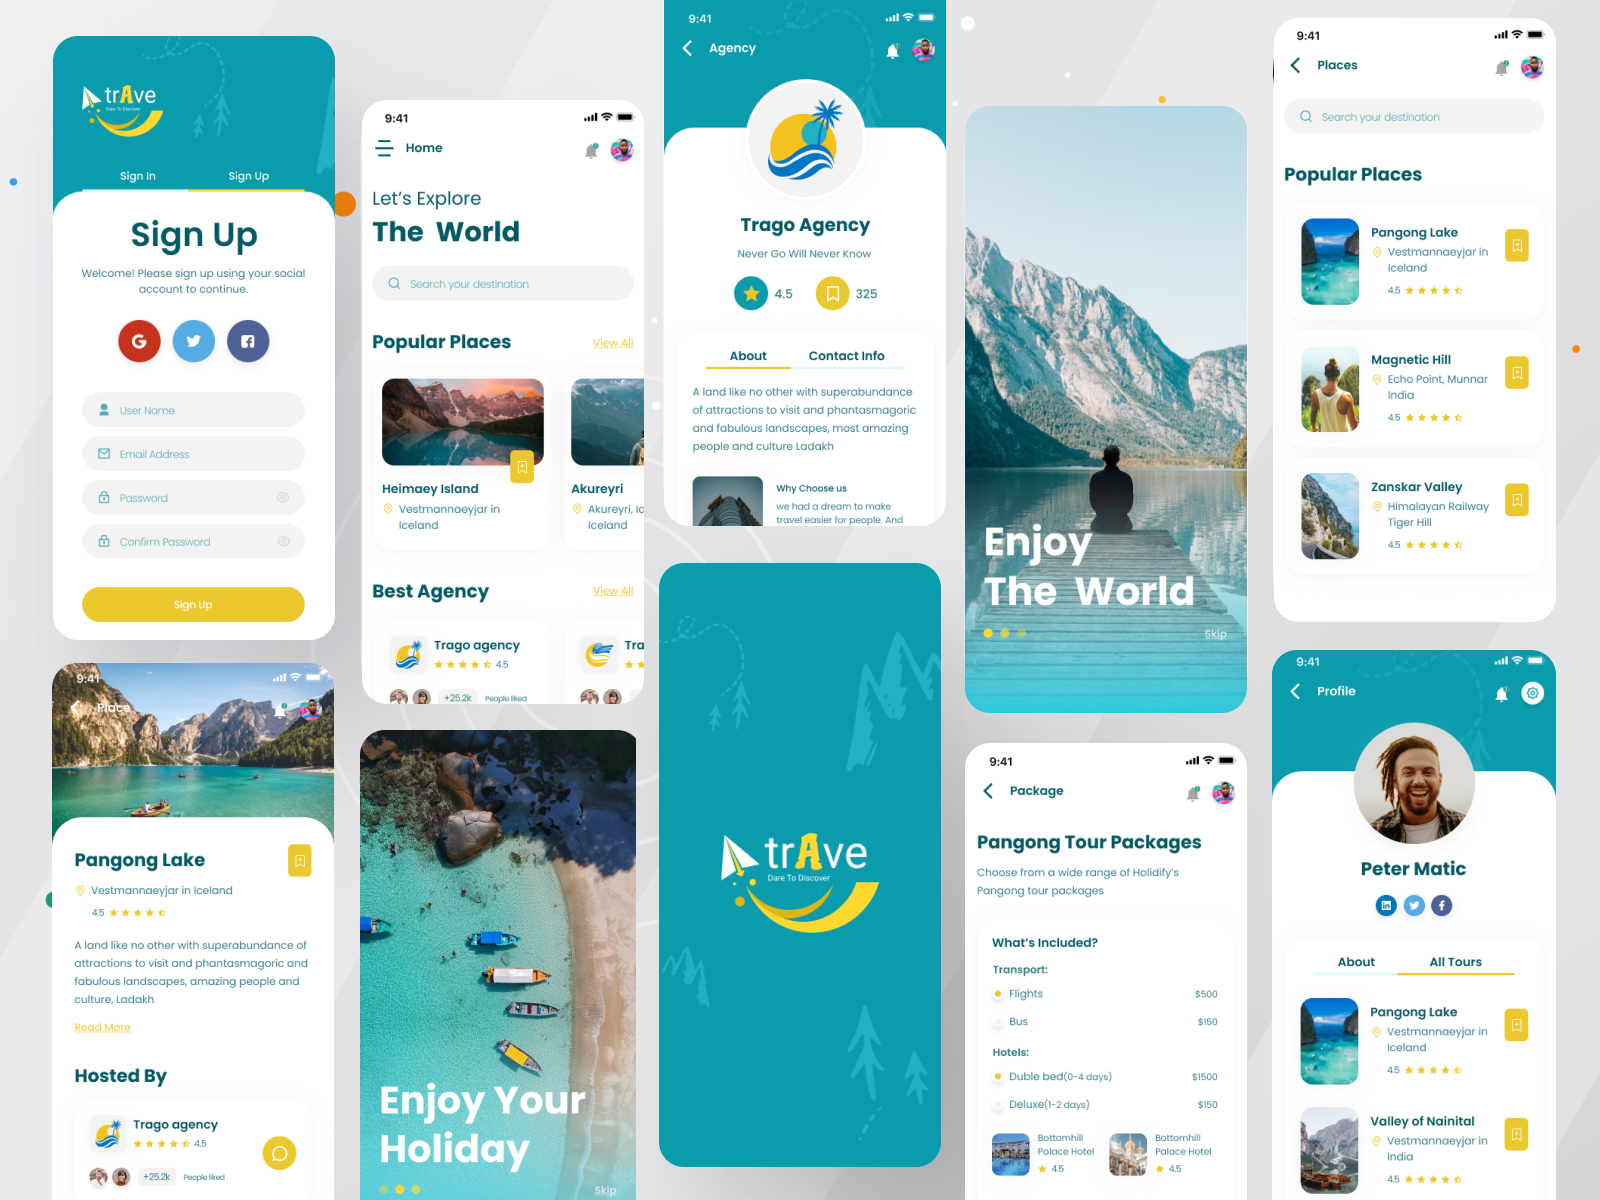 trAve
Dare To Discover
Sign In
Sign Up
Sign Up
Welcome! Please sign up using your social
account to continue.
User Name
Email Address
Password
Confirm Password
Sign Up
9:41
Place
Pangong Lake
Vestmannaeyjar in Iceland
4.5
A land like no other with superabundance of
attractions to visit and phantasmagoric and
fabulous landscapes, amazing people and
culture, Ladakh
Read More
Hosted By
Trago agency
4.5
+25.2k
People liked
9:41
Home
Let's Explore
The World
Search your destination
Popular Places
View All
Heimaey Island
Vestmannaeyjar in
Iceland
Akureyri
Akureyri, Ic
Iceland
Best Agency
View All
Trago agency
4.5
+25.2k
People liked
Tra
Enjoy Your
Holiday
Skip
9:41
Agency
Trago Agency
Never Go Will Never Know
4.5
325
About
Contact Info
A land like no other with superabundance
of attractions to visit and phantasmagoric
and fabulous landscapes, most amazing
people and culture Ladakh
Why Choose us
we had a dream to make
travel easier for people. And
trAve
Dare To Discover
Enjoy
The World
Skip
9:41
Package
Pangong Tour Packages
Choose from a wide range of Holidify's
Pangong tour packages
What's Included?
Transport:
Flights
$500
Bus
$150
Hotels:
Duble bed(0-4 days)
$1500
Deluxe(1-2 days)
$150
Bottomhill
Palace Hotel
4.5
Bottomhill
Palace Hotel
4.5
9:41
Places
Search your destination
Popular Places
Pangong Lake
Vestmannaeyjar in
Iceland
4.5
Magnetic Hill
Echo Point, Munnar
India
4.5
Zanskar Valley
Himalayan Railway
Tiger Hill
4.5
9:41
Profile
Peter Matic
About
All Tours
Pangong Lake
Vestmannaeyjar in
Iceland
4.5
Valley of Nainital
Vestmannaeyjar in
India
4.5